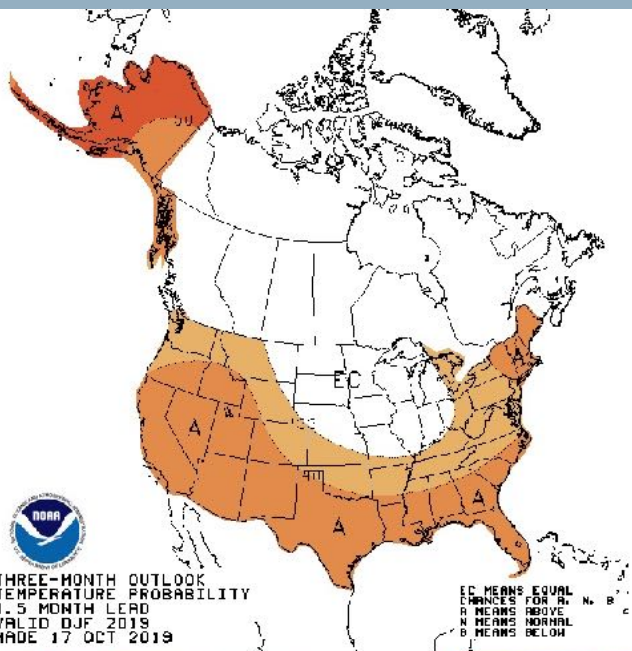 A
50
EC
A
A
40
A
A
NOAA
THREE-MONTH OUTLOOK
TEMPERATURE PROBABILITY
0.5 MONTH LEAD
VALID DJF 2019
MADE 17 OCT 2019
EC MEANS EQUAL
CHANCES FOR A, N, B
A MEANS ABOVE
N MEANS NORMAL
B MEANS BELOW